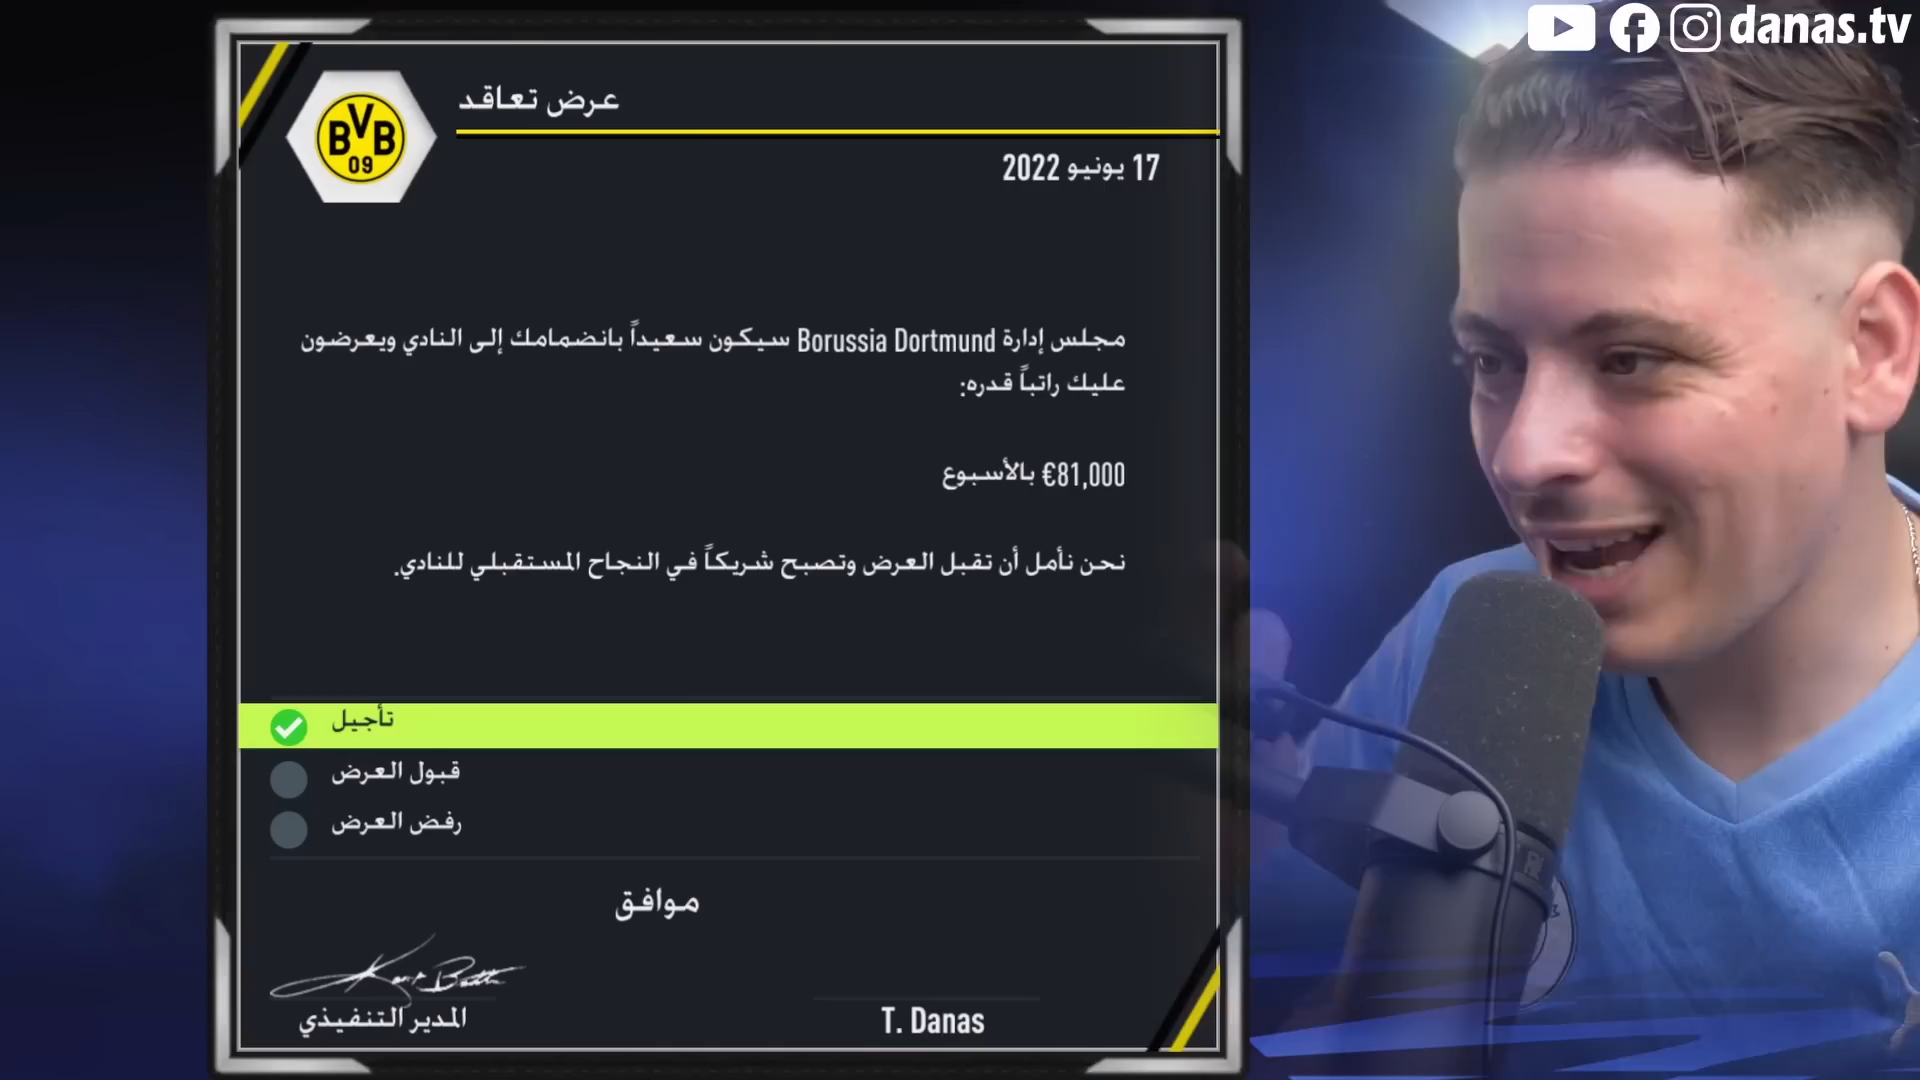 danas.tv
BVB
09
عرض تعاقد
17 يونيو 2022
مجلس إدارة Borussia Dortmund سيكون سعيداً بانضمامك إلى النادي ويعرضون
عليك راتباً قدره:
€81,000 بالأسبوع
نحن نأمل أن تقبل العرض وتصبح شريكاً في النجاح المستقبلي للنادي.
تأجيل
قبول العرض
رفض العرض
موافق
المدير التنفيذي
T. Danas